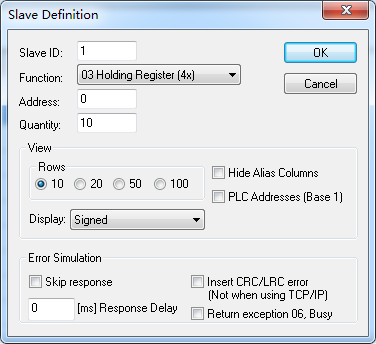 Slave Definition
Slave ID: 1
OK
Function: 03 Holding Register (4x)
Cancel
Address: 0
Quantity: 10
View
Rows
10 20 50 100
Hide Alias Columns
PLC Addresses (Base 1)
Display: Signed
Error Simulation
Skip response
Insert CRC/LRC error
(Not when using TCP/IP)
0 [ms] Response Delay
Return exception 06, Busy